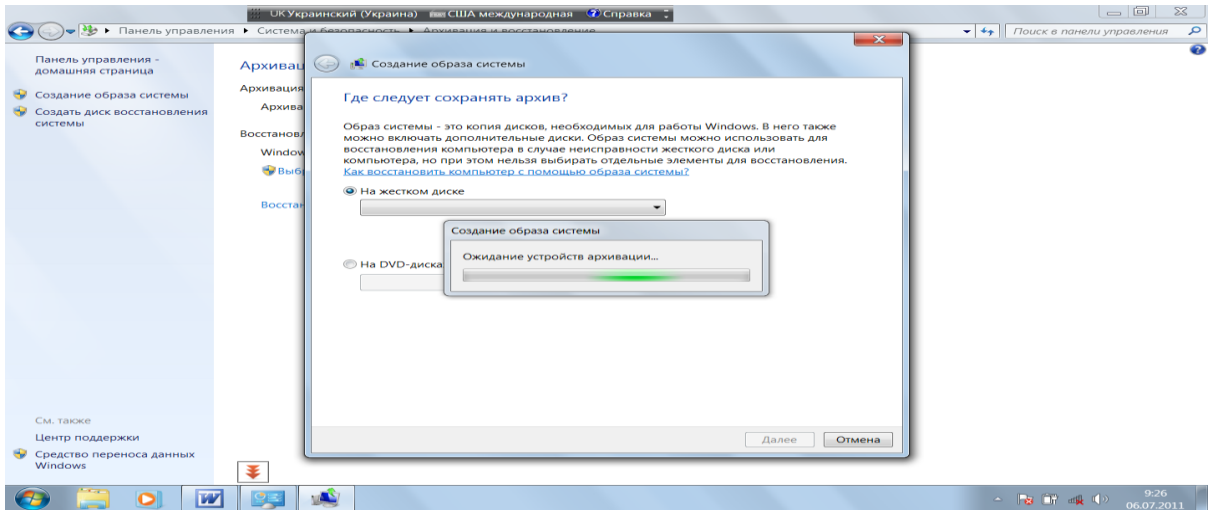 UK Украинский (Украина) США международная Справка
Панель управления Система и безопасность Архивация и восстановление
Поиск в панели управления
Панель управления -
домашняя страница
Создание образа системы
Создать диск восстановления
системы
См. также
Центр поддержки
Средство переноса данных
Windows
Архивац
Архивация
Архива
Восстановл
Window
Выбр
Восстан
Создание образа системы
Где следует сохранять архив?
Образ системы - это копия дисков, необходимых для работы Windows. В него также
можно включать дополнительные диски. Образ системы можно использовать для
восстановления компьютера в случае неисправности жесткого диска или
компьютера, но при этом нельзя выбирать отдельные элементы для восстановления.
Как восстановить компьютер с помощью образа системы?
На жестком диске
На DVD-диска
Создание образа системы
Ожидание устройств архивации...
Далее
Отмена
9:26
06.07.2011